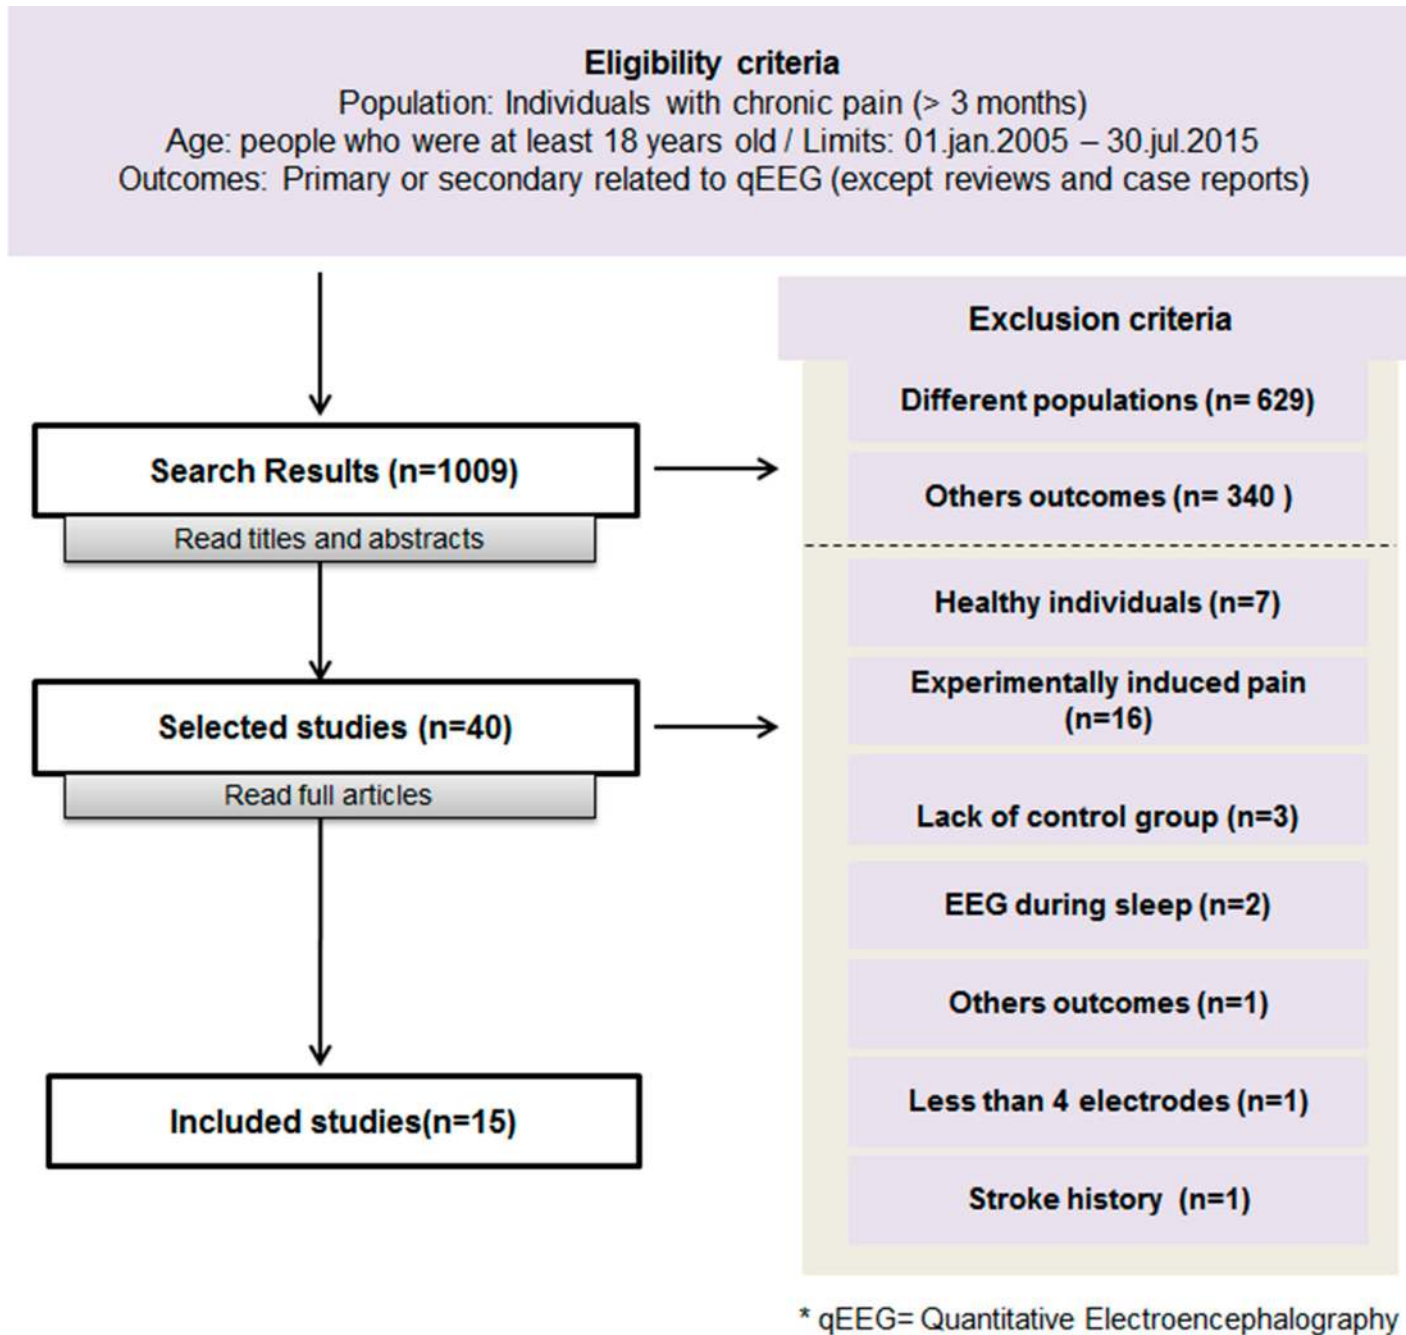 Eligibility criteria
Population: Individuals with chronic pain (> 3 months)
Age: people who were at least 18 years old / Limits: 01.jan.2005 – 30.jul.2015
Outcomes: Primary or secondary related to qEEG (except reviews and case reports)
Exclusion criteria
Different populations (n= 629)
Search Results (n=1009)
Others outcomes (n= 340 )
Read titles and abstracts
Healthy individuals (n=7)
Experimentally induced pain
(n=16)
Selected studies (n=40)
Read full articles
Lack of control group (n=3)
EEG during sleep (n=2)
Others outcomes (n=1)
Less than 4 electrodes (n=1)
Included studies(n=15)
Stroke history (n=1)
* qEEG= Quantitative Electroencephalography